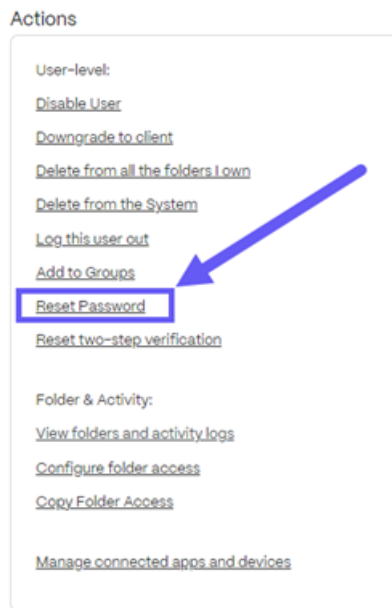 Actions
User-level:
Disable User
Downgrade to client
Delete from all the folders I own
Delete from the System
Log this user out
Add to Groups
Reset Password
Reset two-step verification
Folder & Activity:
View folders and activity logs
Configure folder access
Copy Folder Access
Manage connected apps and devices